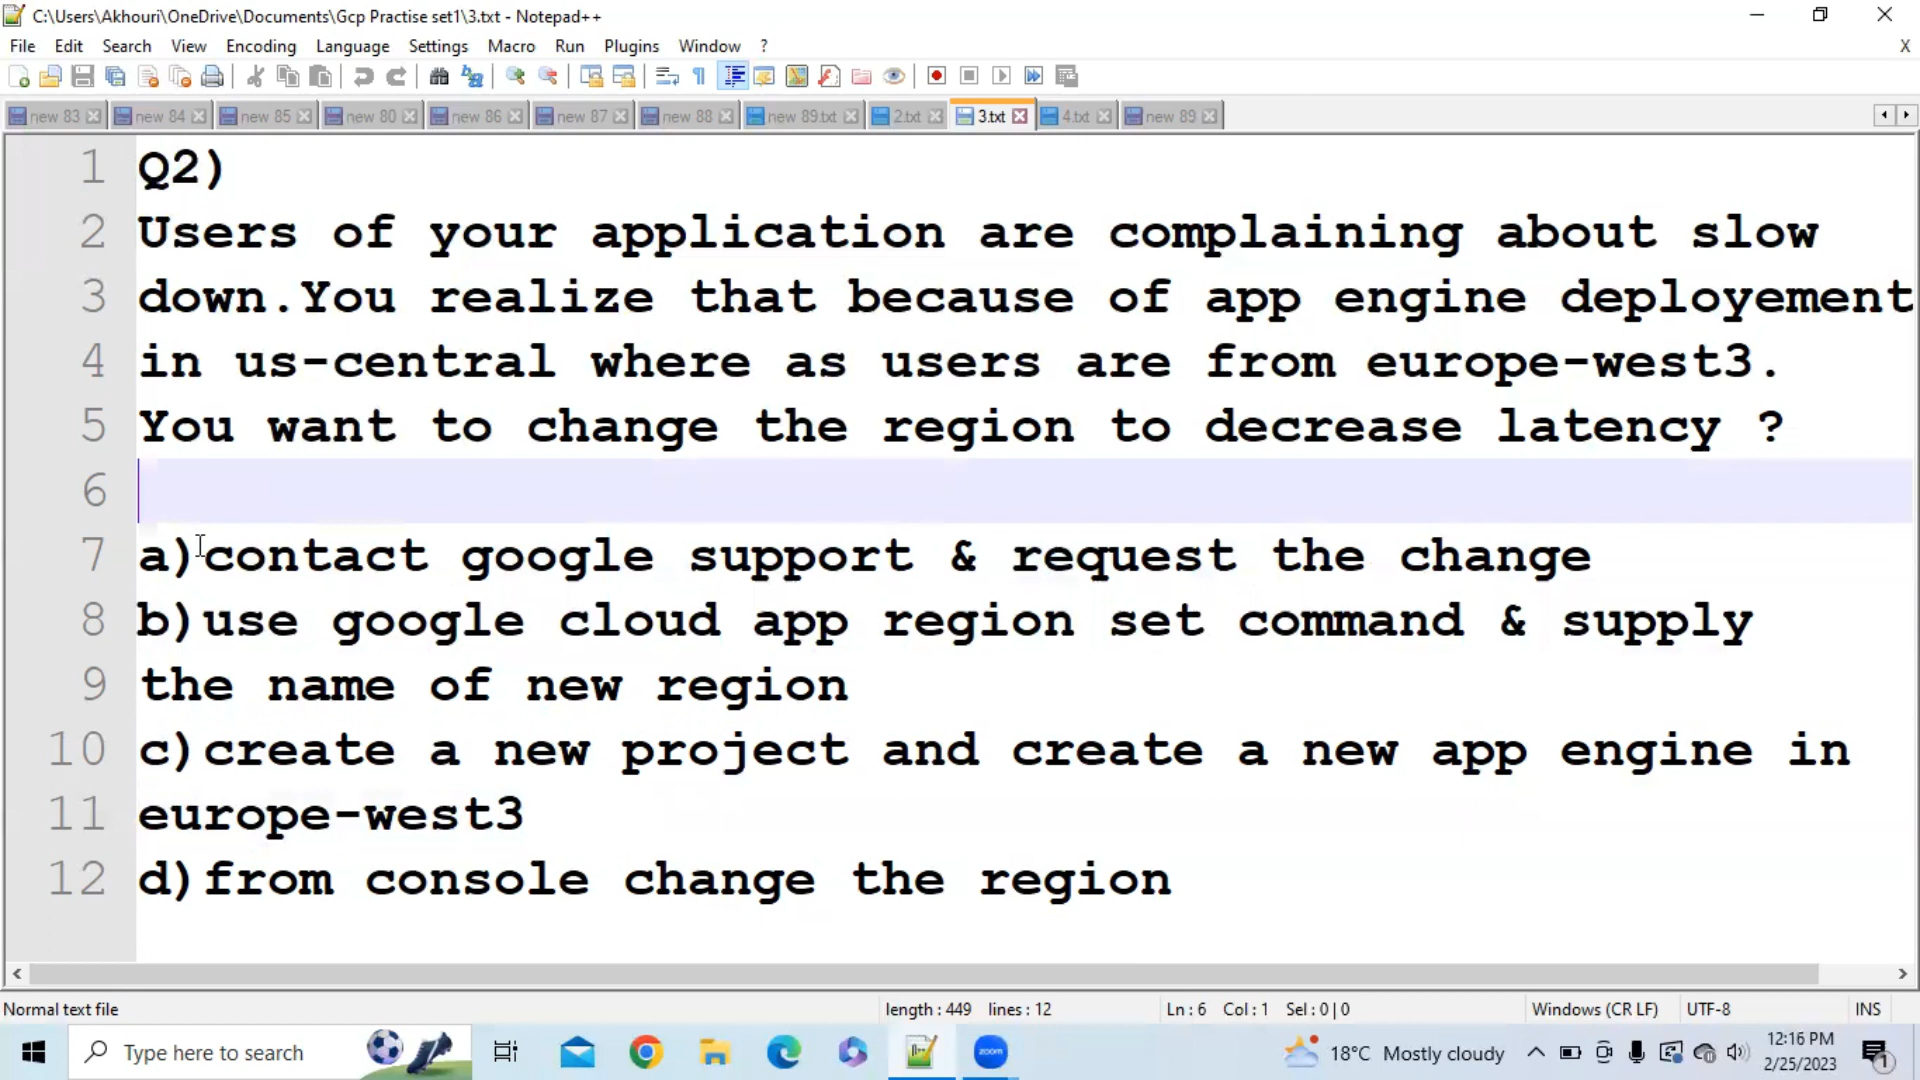 C:\Users\Akhouri\OneDrive\Documents\Gcp Practise set1\3.txt - Notepad++
File Edit Search View Encoding Language Settings Macro Run Plugins Window ? X
new 83 new 84 new 85 new 80 new 86 new 87 new 88 new 89.txt 2.txt 3.txt 4.txt new 89
1 Q2)
2 Users of your application are complaining about slow
3 down.You realize that because of app engine deployement
4 in us-central where as users are from europe-west3.
5 You want to change the region to decrease latency ?
6
7 a)contact google support & request the change
8 b)use google cloud app region set command & supply
9 the name of new region
10 c)create a new project and create a new app engine in
11 europe-west3
12 d)from console change the region
Normal text file length : 449 lines : 12 Ln : 6 Col : 1 Sel : 0 | 0 Windows (CR LF) UTF-8 INS
Type here to search zoom 18°C Mostly cloudy 12:16 PM
2/25/2023 1